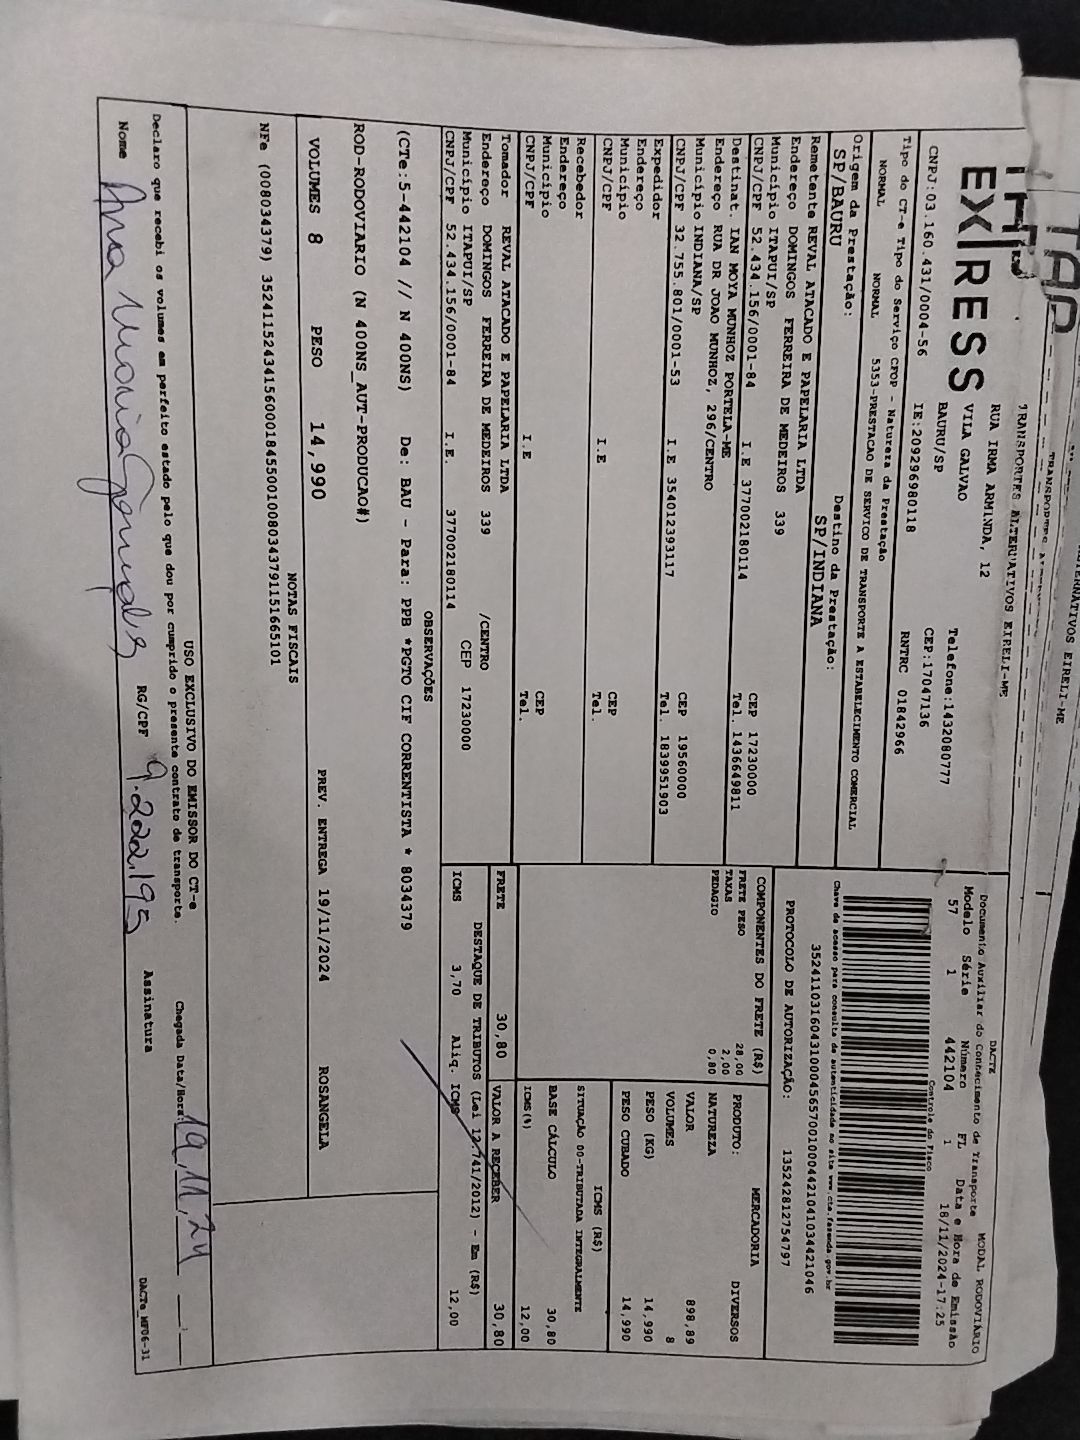 EXPRESS
TRANSPORTES ALTERNATIVOS EIRELI-ME
RUA IRMA ARMINDA, 12
VILA GALVAO
BAURU/SP
Telefone:1432080777
CEP:17047136
CNPJ:03.160.431/0004-56
IE:209296980118
RNTRC 01842966
DACTE
Documento Auxiliar do Conhecimento de Transporte
MODAL RODOVIÁRIO
Modelo Série Número FL Data e Hora de Emissão
57 1 442104 1 18/11/2024-17:25
Controle do Fisco
Chave de acesso para consulta de autenticidade no site www.cte.fazenda.gov.br
35241103160431000456570010004421041034421046
PROTOCOLO DE AUTORIZAÇÃO: 135242812754797
Tipo do CT-e Tipo do Serviço CFOP - Natureza da Prestação
NORMAL NORMAL 5353-PRESTACAO DE SERVICO DE TRANSPORTE A ESTABELECIMENTO COMERCIAL
Origem da Prestação: Destino da Prestação:
SP/BAURU SP/INDIANA
Remetente REVAL ATACADO E PAPELARIA LTDA
Endereço DOMINGOS FERREIRA DE MEDEIROS 339
Município ITAPUI/SP CEP 17230000
CNPJ/CPF 52.434.156/0001-84 I.E 377002180114 Tel. 1436649811
Destinat. IAN MOYA MUNHOZ PORTELA-ME
Endereço RUA DR JOAO MUNHOZ, 296/CENTRO
Município INDIANA/SP CEP 19560000
CNPJ/CPF 32.755.801/0001-53 I.E 354012393117 Tel. 1839951903
Expedidor
Endereço
Município CEP
CNPJ/CPF I.E Tel.
Recebedor
Endereço
Município CEP
CNPJ/CPF I.E Tel.
Tomador REVAL ATACADO E PAPELARIA LTDA
Endereço DOMINGOS FERREIRA DE MEDEIROS 339 /CENTRO
Município ITAPUI/SP CEP 17230000
CNPJ/CPF 52.434.156/0001-84 I.E. 377002180114
COMPONENTES DO FRETE (R$)
FRETE PESO 28,00
TAXAS 2,00
PEDAGIO 0,80
MERCADORIA
PRODUTO: DIVERSOS
NATUREZA
VALOR 898,89
VOLUMES 8
PESO (KG) 14,990
PESO CUBADO 14,990
ICMS (R$)
SITUAÇÃO 00-TRIBUTADA INTEGRALMENTE
BASE CÁLCULO 30,80
ICMS(%) 12,00
FRETE 30,80
VALOR A RECEBER 30,80
DESTAQUE DE TRIBUTOS (Lei 12.741/2012) - Em (R$)
ICMS 3,70 Aliq. ICMS 12,00
OBSERVAÇÕES
(CTe:5-442104 // N 400NS) De: BAU - Para: PPB *PGTO CIF CORRENTISTA * 8034379
ROD-RODOVIARIO (N 400NS_AUT-PRODUCAO#)
VOLUMES 8 PESO 14,990 PREV. ENTREGA 19/11/2024 ROSANGELA
NOTAS FISCAIS
NFe (008034379) 35241152434156000184550010080343791151665101
USO EXCLUSIVO DO EMISSOR DO CT-e
Declaro que recebi os volumes em perfeito estado pelo que dou por cumprido o presente contrato de transporte.
Chegada Data/Hora: 19,11,24
Nome Ana Maria Gonçales RG/CPF 9.222.195 Assinatura
DACTe_MF06-31